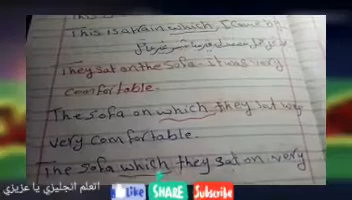 This is a train which, I came by
They sat on the Sofa. It was very
comfortable.
The sofa on which they sat was
very comfortable.
The sofa which they sat on very
اتعلم انجليزي يا عزيزي
Like SHARE Subscribe